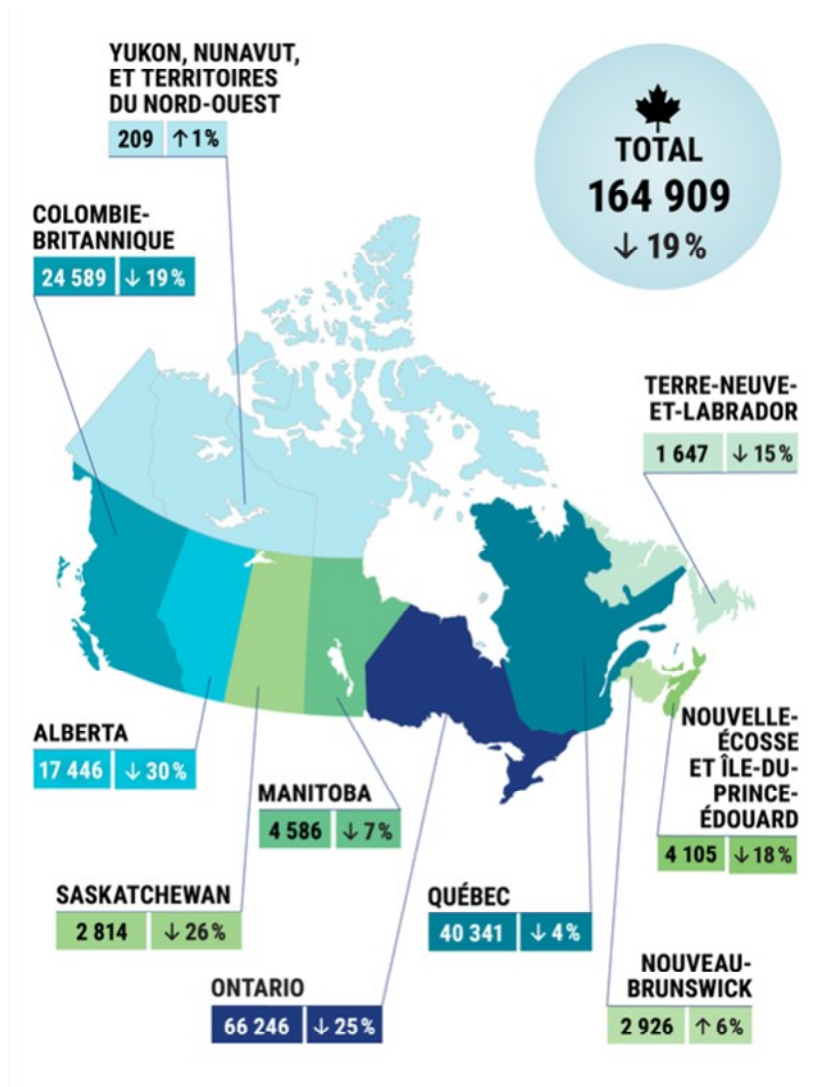 YUKON, NUNAVUT,
ET TERRITOIRES
DU NORD-OUEST
209 ↑1%
TOTAL
164 909
↓ 19%
COLOMBIE-
BRITANNIQUE
24 589 ↓ 19%
TERRE-NEUVE-
ET-LABRADOR
1 647 ↓ 15%
ALBERTA
17 446 ↓ 30%
MANITOBA
4 586 ↓ 7%
NOUVELLE-
ÉCOSSE
ET ÎLE-DU-
PRINCE-
ÉDOUARD
4 105 ↓ 18%
SASKATCHEWAN
2 814 ↓ 26%
QUÉBEC
40 341 ↓ 4%
ONTARIO
66 246 ↓ 25%
NOUVEAU-
BRUNSWICK
2 926 ↑ 6%